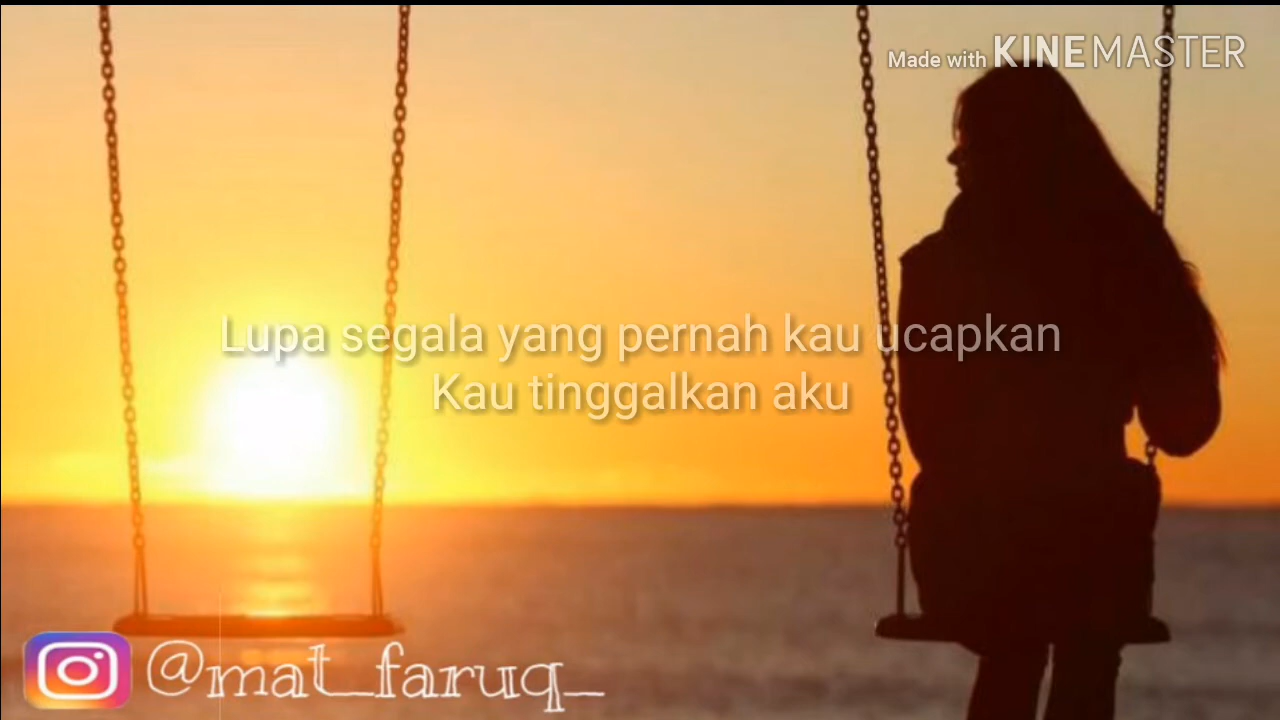 Made with KINEMASTER
Lupa segala yang pernah kau ucapkan
Kau tinggalkan aku
@mat_faruq_